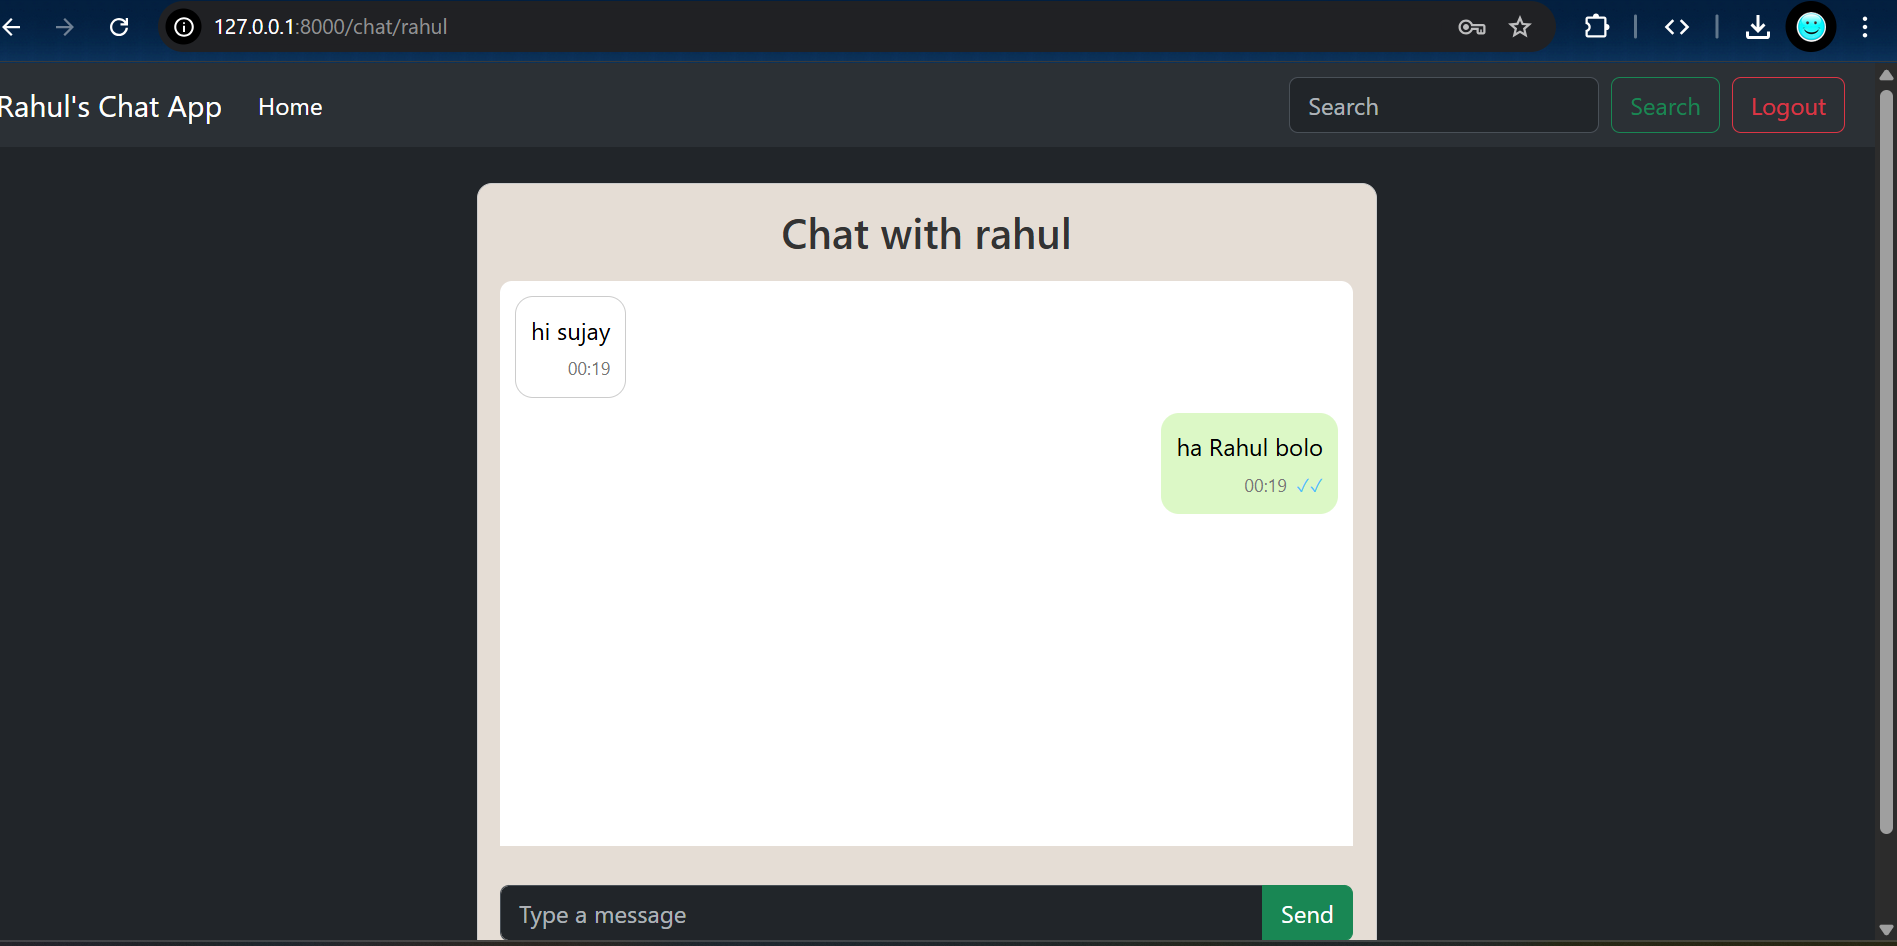 127.0.0.1:8000/chat/rahul
Rahul's Chat App Home Search Search Logout
Chat with rahul
hi sujay
00:19
ha Rahul bolo
00:19 ✓✓
Type a message Send